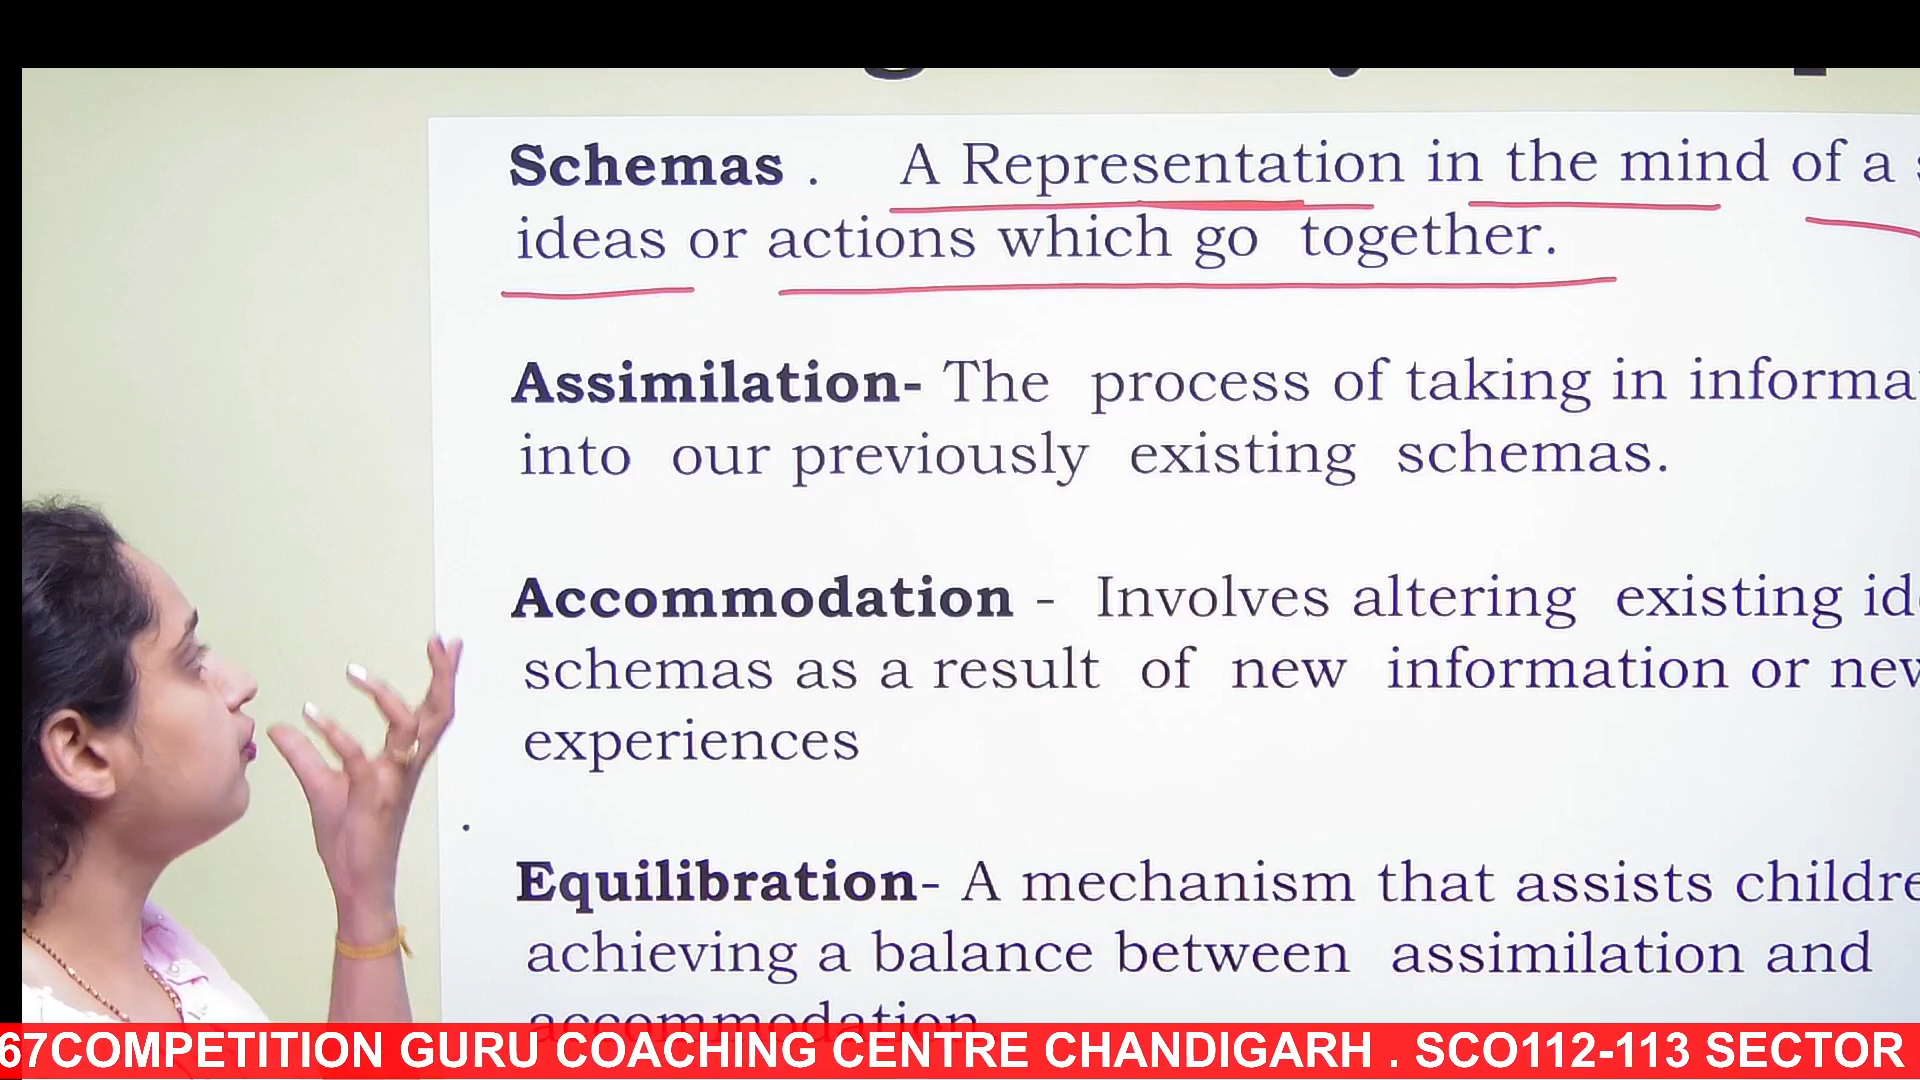 Schemas . A Representation in the mind of a
ideas or actions which go together.
Assimilation- The process of taking in informa
into our previously existing schemas.
Accommodation - Involves altering existing id
schemas as a result of new information or new
experiences
Equilibration- A mechanism that assists childre
achieving a balance between assimilation and
accommodation
67COMPETITION GURU COACHING CENTRE CHANDIGARH . SCO112-113 SECTOR